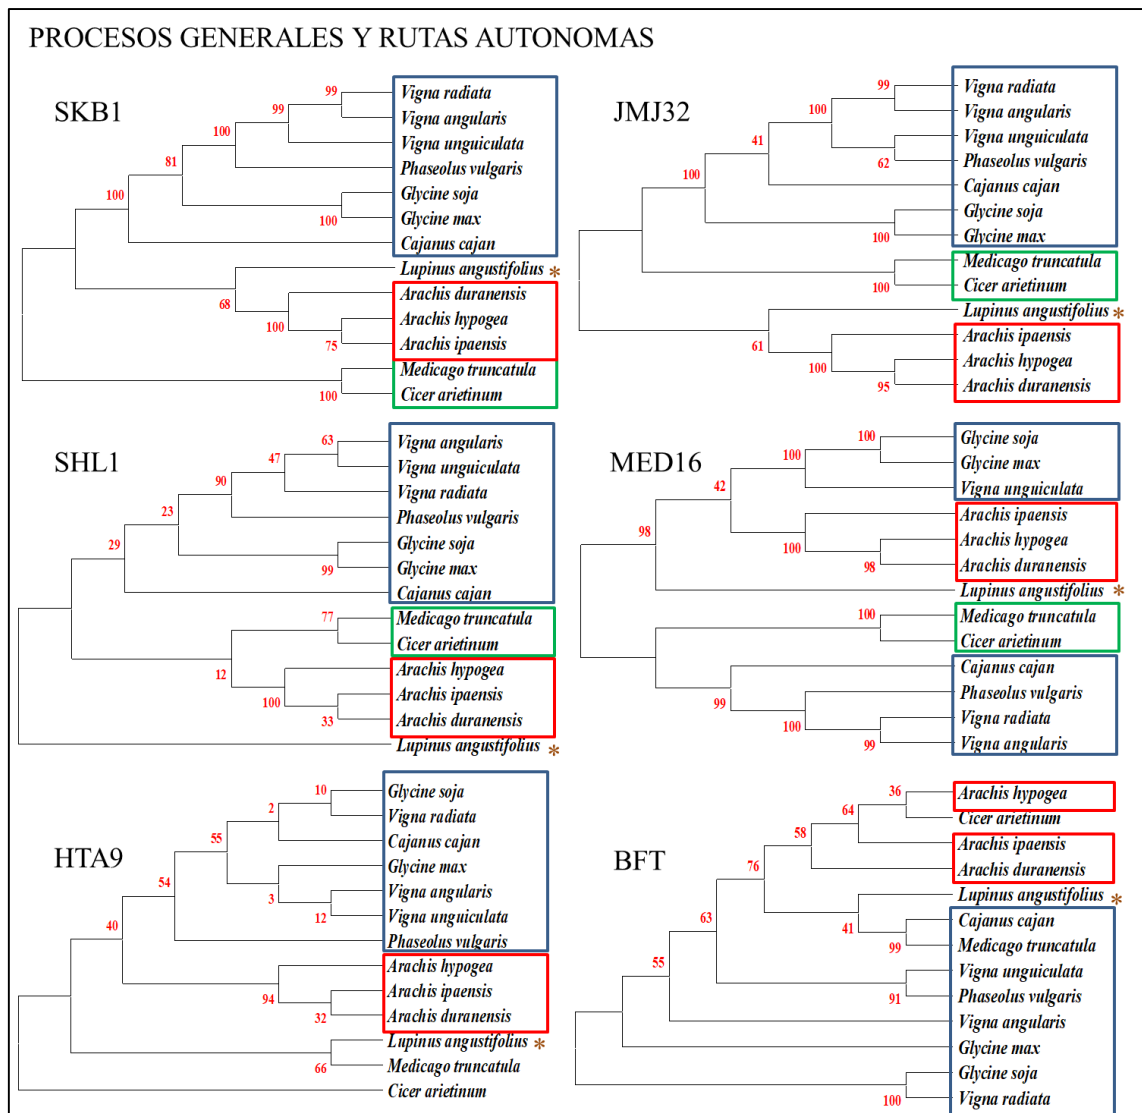 PROCESOS GENERALES Y RUTAS AUTONOMAS
SKB1
99
99
100
81
100
100
68
100
75
100
Vigna radiata
Vigna angularis
Vigna unguiculata
Phaseolus vulgaris
Glycine soja
Glycine max
Cajanus cajan
Lupinus angustifolius *
Arachis duranensis
Arachis hypogea
Arachis ipaensis
Medicago truncatula
Cicer arietinum
JMJ32
99
100
41
62
100
100
100
61
100
95
Vigna radiata
Vigna angularis
Vigna unguiculata
Phaseolus vulgaris
Cajanus cajan
Glycine soja
Glycine max
Medicago truncatula
Cicer arietinum
Lupinus angustifolius *
Arachis ipaensis
Arachis hypogea
Arachis duranensis
SHL1
63
47
90
23
29
99
77
12
100
33
Vigna angularis
Vigna unguiculata
Vigna radiata
Phaseolus vulgaris
Glycine soja
Glycine max
Cajanus cajan
Medicago truncatula
Cicer arietinum
Arachis hypogea
Arachis ipaensis
Arachis duranensis
Lupinus angustifolius *
MED16
100
100
42
98
100
98
100
99
100
99
Glycine soja
Glycine max
Vigna unguiculata
Arachis ipaensis
Arachis hypogea
Arachis duranensis
Lupinus angustifolius *
Medicago truncatula
Cicer arietinum
Cajanus cajan
Phaseolus vulgaris
Vigna radiata
Vigna angularis
HTA9
10
2
55
54
3
12
40
94
32
66
Glycine soja
Vigna radiata
Cajanus cajan
Glycine max
Vigna angularis
Vigna unguiculata
Phaseolus vulgaris
Arachis hypogea
Arachis ipaensis
Arachis duranensis
Lupinus angustifolius *
Medicago truncatula
Cicer arietinum
BFT
36
64
58
76
63
41
99
55
91
100
Arachis hypogea
Cicer arietinum
Arachis ipaensis
Arachis duranensis
Lupinus angustifolius *
Cajanus cajan
Medicago truncatula
Vigna unguiculata
Phaseolus vulgaris
Vigna angularis
Glycine max
Glycine soja
Vigna radiata